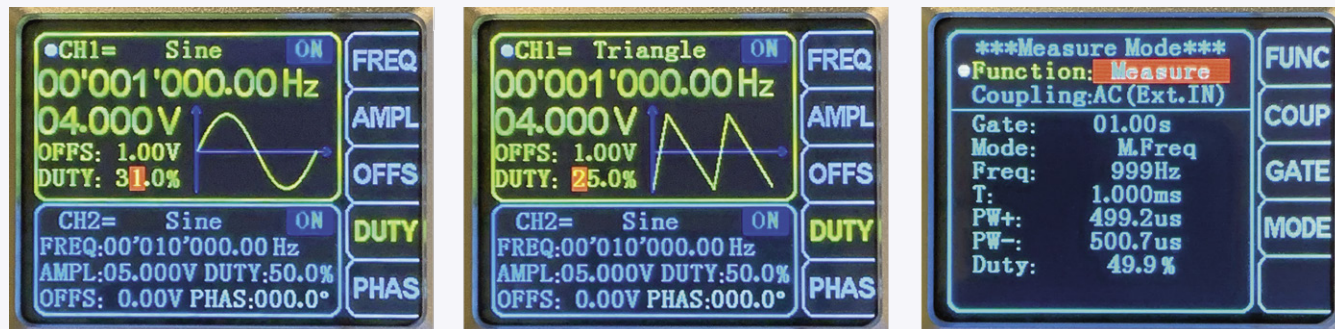 CH1= Sine ON
00'001'000.00 Hz
04.000 V
OFFS: 1.00V
DUTY: 31.0%
CH2= Sine ON
FREQ:00'010'000.00 Hz
AMPL:05.000V DUTY:50.0%
OFFS: 0.00V PHAS:000.0°
FREQ
AMPL
OFFS
DUTY
PHAS
CH1= Triangle ON
00'001'000.00 Hz
04.000 V
OFFS: 1.00V
DUTY: 25.0%
CH2= Sine ON
FREQ:00'010'000.00 Hz
AMPL:05.000V DUTY:50.0%
OFFS: 0.00V PHAS:000.0°
FREQ
AMPL
OFFS
DUTY
PHAS
***Measure Mode***
Function: Measure
Coupling:AC(Ext.IN)
Gate: 01.00s
Mode: M.Freq
Freq: 999Hz
T: 1.000ms
PW+: 499.2us
PW-: 500.7us
Duty: 49.9%
FUNC
COUP
GATE
MODE